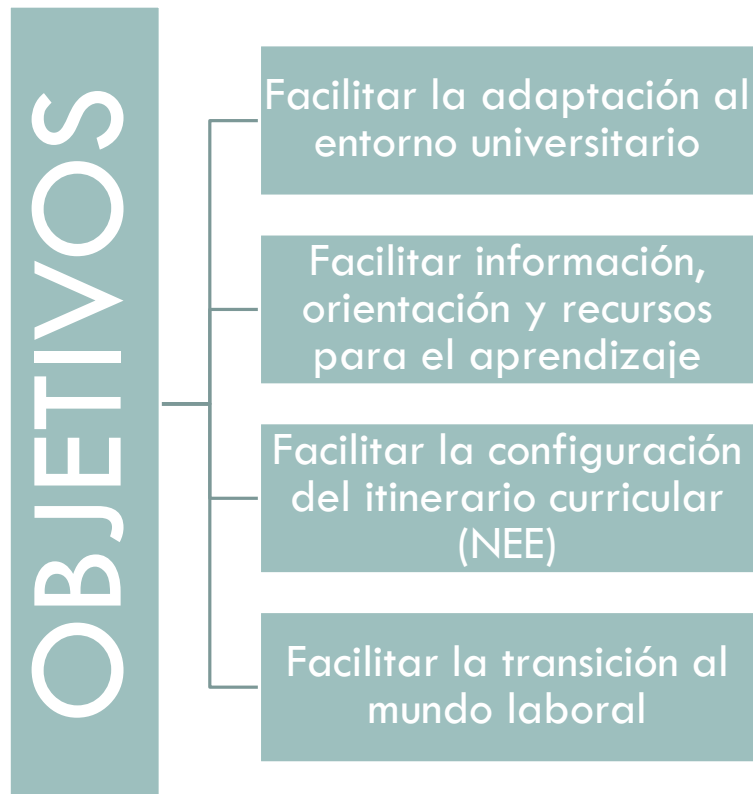 OBJETIVOS
Facilitar la adaptación al
entorno universitario
Facilitar información,
orientación y recursos
para el aprendizaje
Facilitar la configuración
del itinerario curricular
(NEE)
Facilitar la transición al
mundo laboral